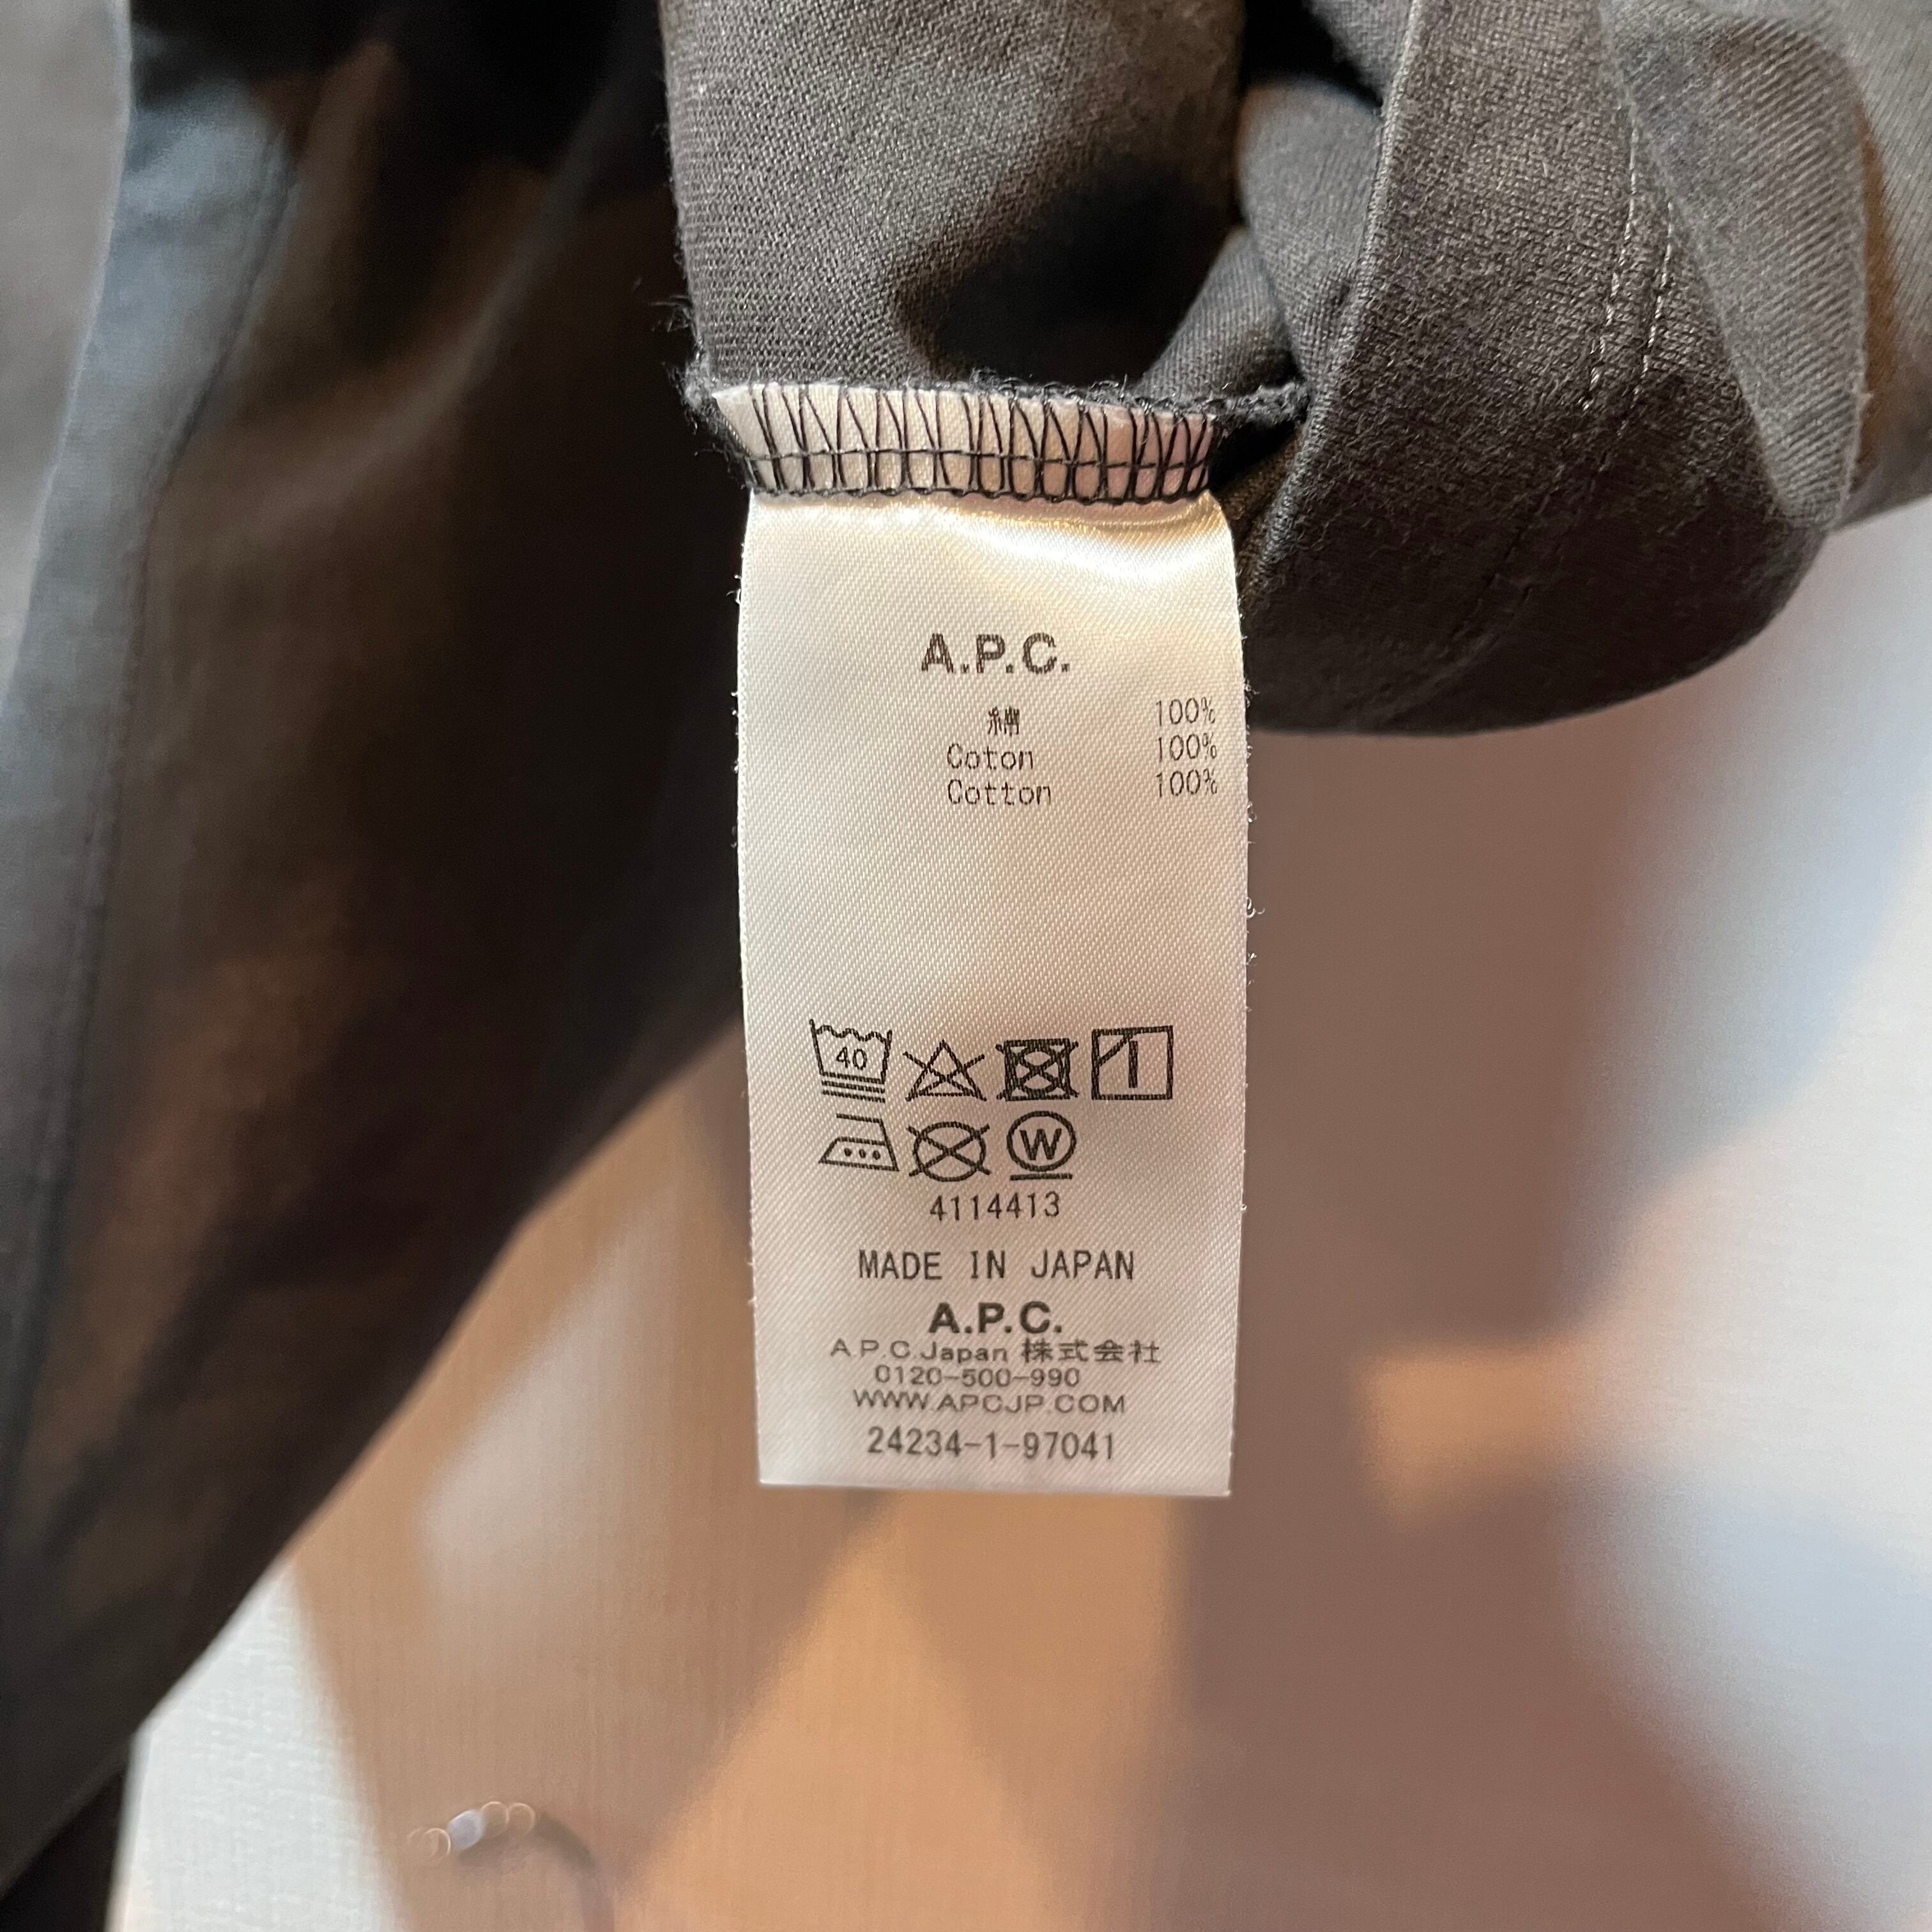 A.P.C.
綿 100%
Coton 100%
Cotton 100%
40
W
4114413
MADE IN JAPAN
A.P.C.
A.P.C.Japan 株式会社
0120-500-990
WWW.APCJP.COM
24234-1-97041